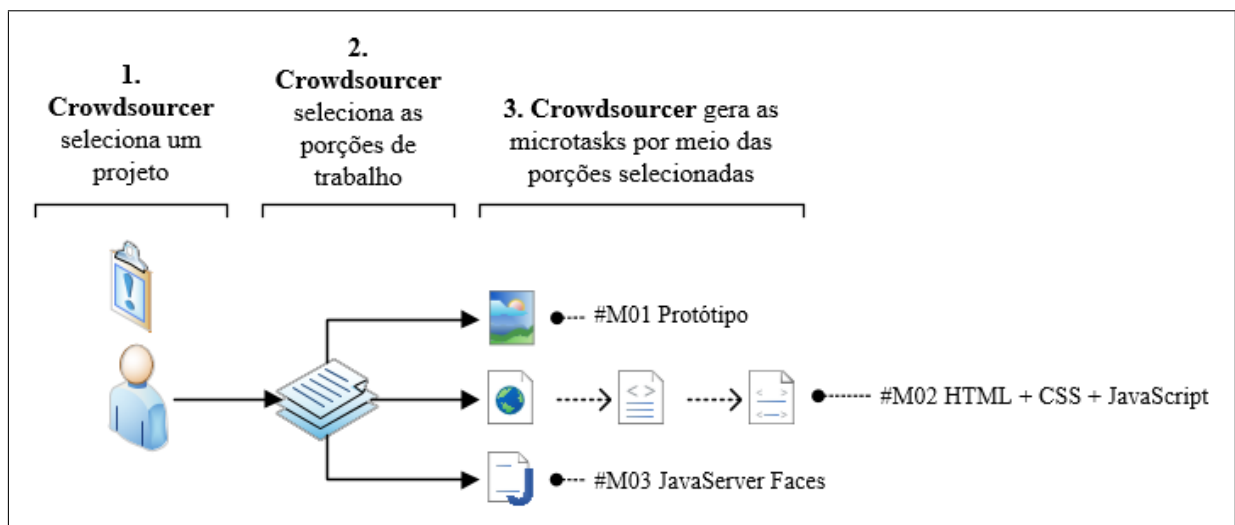 1.
Crowdsourcer
seleciona um
projeto
2.
Crowdsourcer
seleciona as
porções de
trabalho
3. Crowdsourcer gera as
microtasks por meio das
porções selecionadas
#M01 Protótipo
#M02 HTML + CSS + JavaScript
#M03 JavaServer Faces